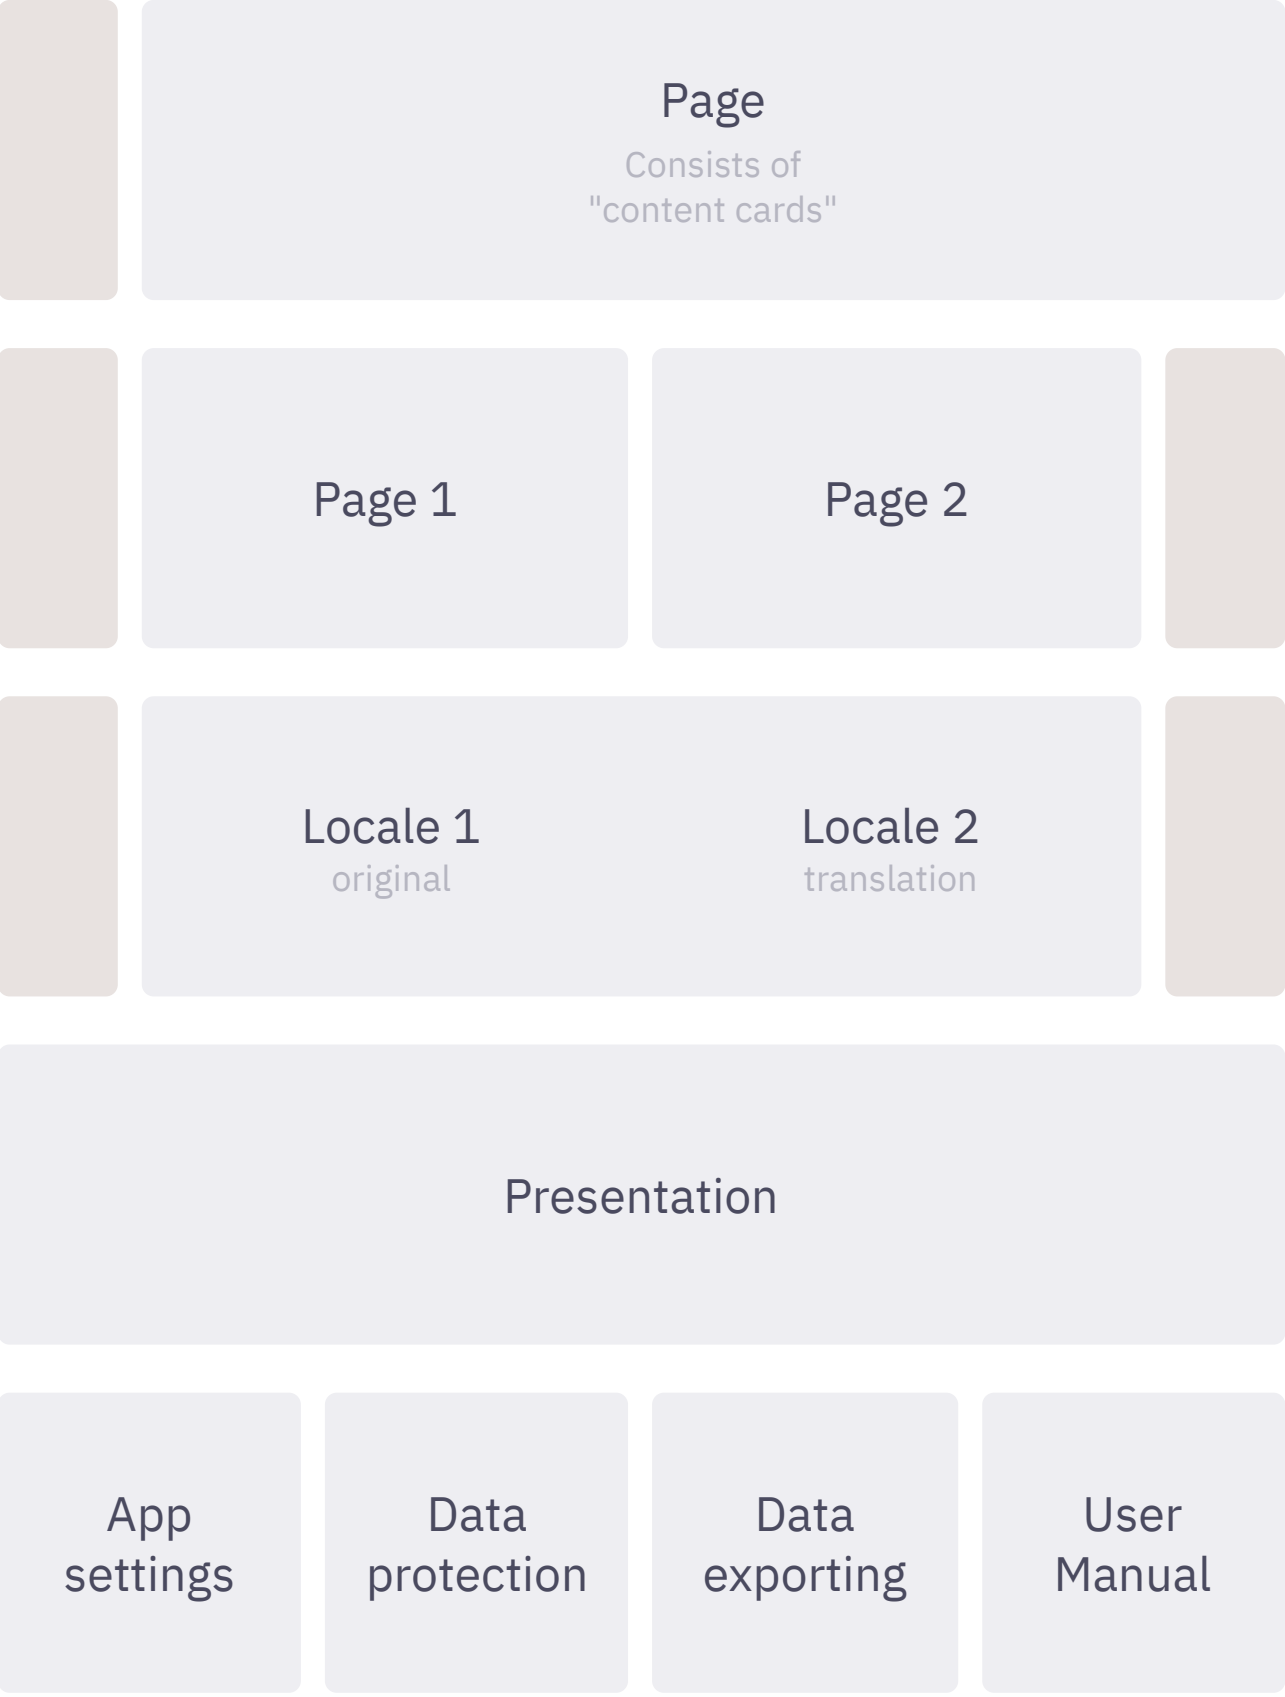 Page
Consists of
"content cards"
Page 1
Page 2
Locale 1
original
Locale 2
translation
Presentation
App
settings
Data
protection
Data
exporting
User
Manual